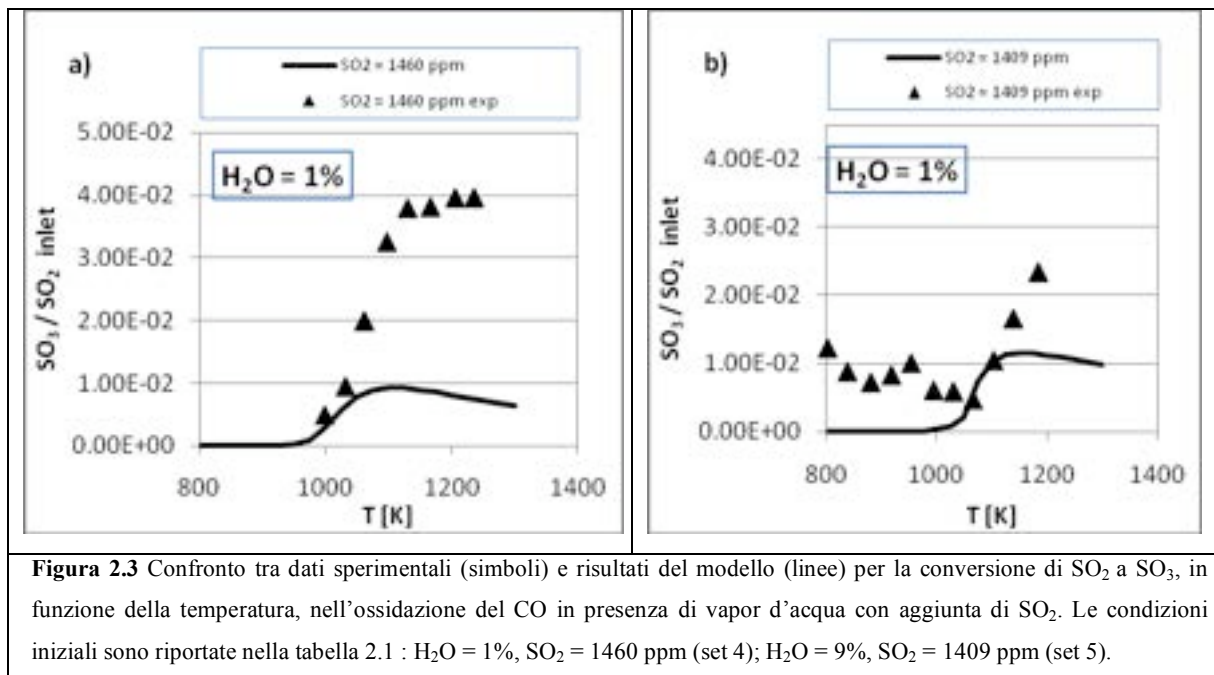 a)
SO2 = 1460 ppm
SO2 = 1460 ppm exp
5.00E-02
4.00E-02
3.00E-02
2.00E-02
1.00E-02
0.00E+00
H₂O = 1%
SO₃ / SO₂ inlet
800 1000 1200 1400
T [K]
b)
SO2 = 1409 ppm
SO2 = 1409 ppm exp
4.00E-02
3.00E-02
2.00E-02
1.00E-02
0.00E+00
H₂O = 1%
SO₃ / SO₂ inlet
800 1000 1200 1400
T [K]
Figura 2.3 Confronto tra dati sperimentali (simboli) e risultati del modello (linee) per la conversione di SO₂ a SO₃, in
funzione della temperatura, nell’ossidazione del CO in presenza di vapor d’acqua con aggiunta di SO₂. Le condizioni
iniziali sono riportate nella tabella 2.1 : H₂O = 1%, SO₂ = 1460 ppm (set 4); H₂O = 9%, SO₂ = 1409 ppm (set 5).